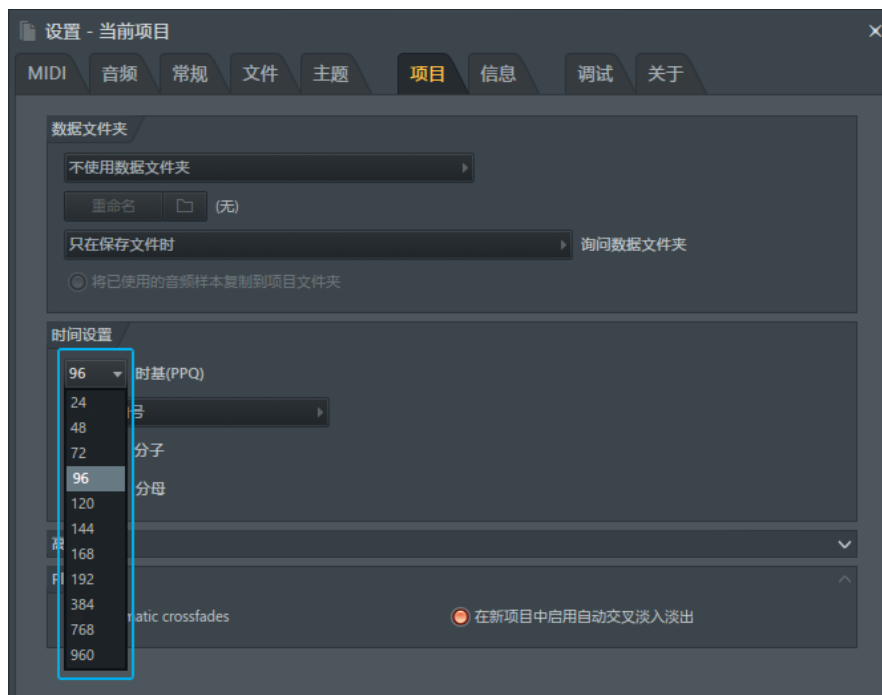 设置 - 当前项目
MIDI 音频 常规 文件 主题 项目 信息 调试 关于
数据文件夹
不使用数据文件夹
重命名 (无)
只在保存文件时 询问数据文件夹
将已使用的音频样本复制到项目文件夹
时间设置
96 时基(PPQ)
24
号
48
72 分子
96
分母
120
144
168
192
384
matic crossfades 在新项目中启用自动交叉淡入淡出
768
960